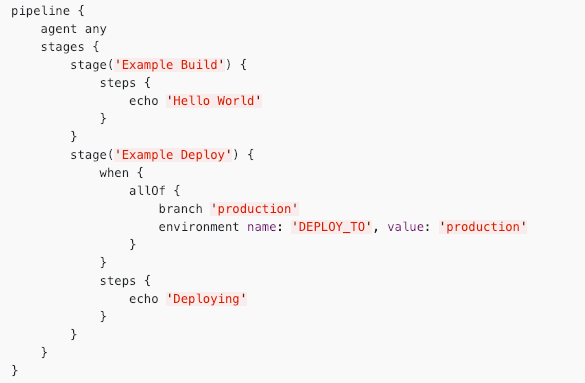 pipeline {
    agent any
    stages {
        stage('Example Build') {
            steps {
                echo 'Hello World'
            }
        }
        stage('Example Deploy') {
            when {
                allOf {
                    branch 'production'
                    environment name: 'DEPLOY_TO', value: 'production'
                }
            }
            steps {
                echo 'Deploying'
            }
        }
    }
}